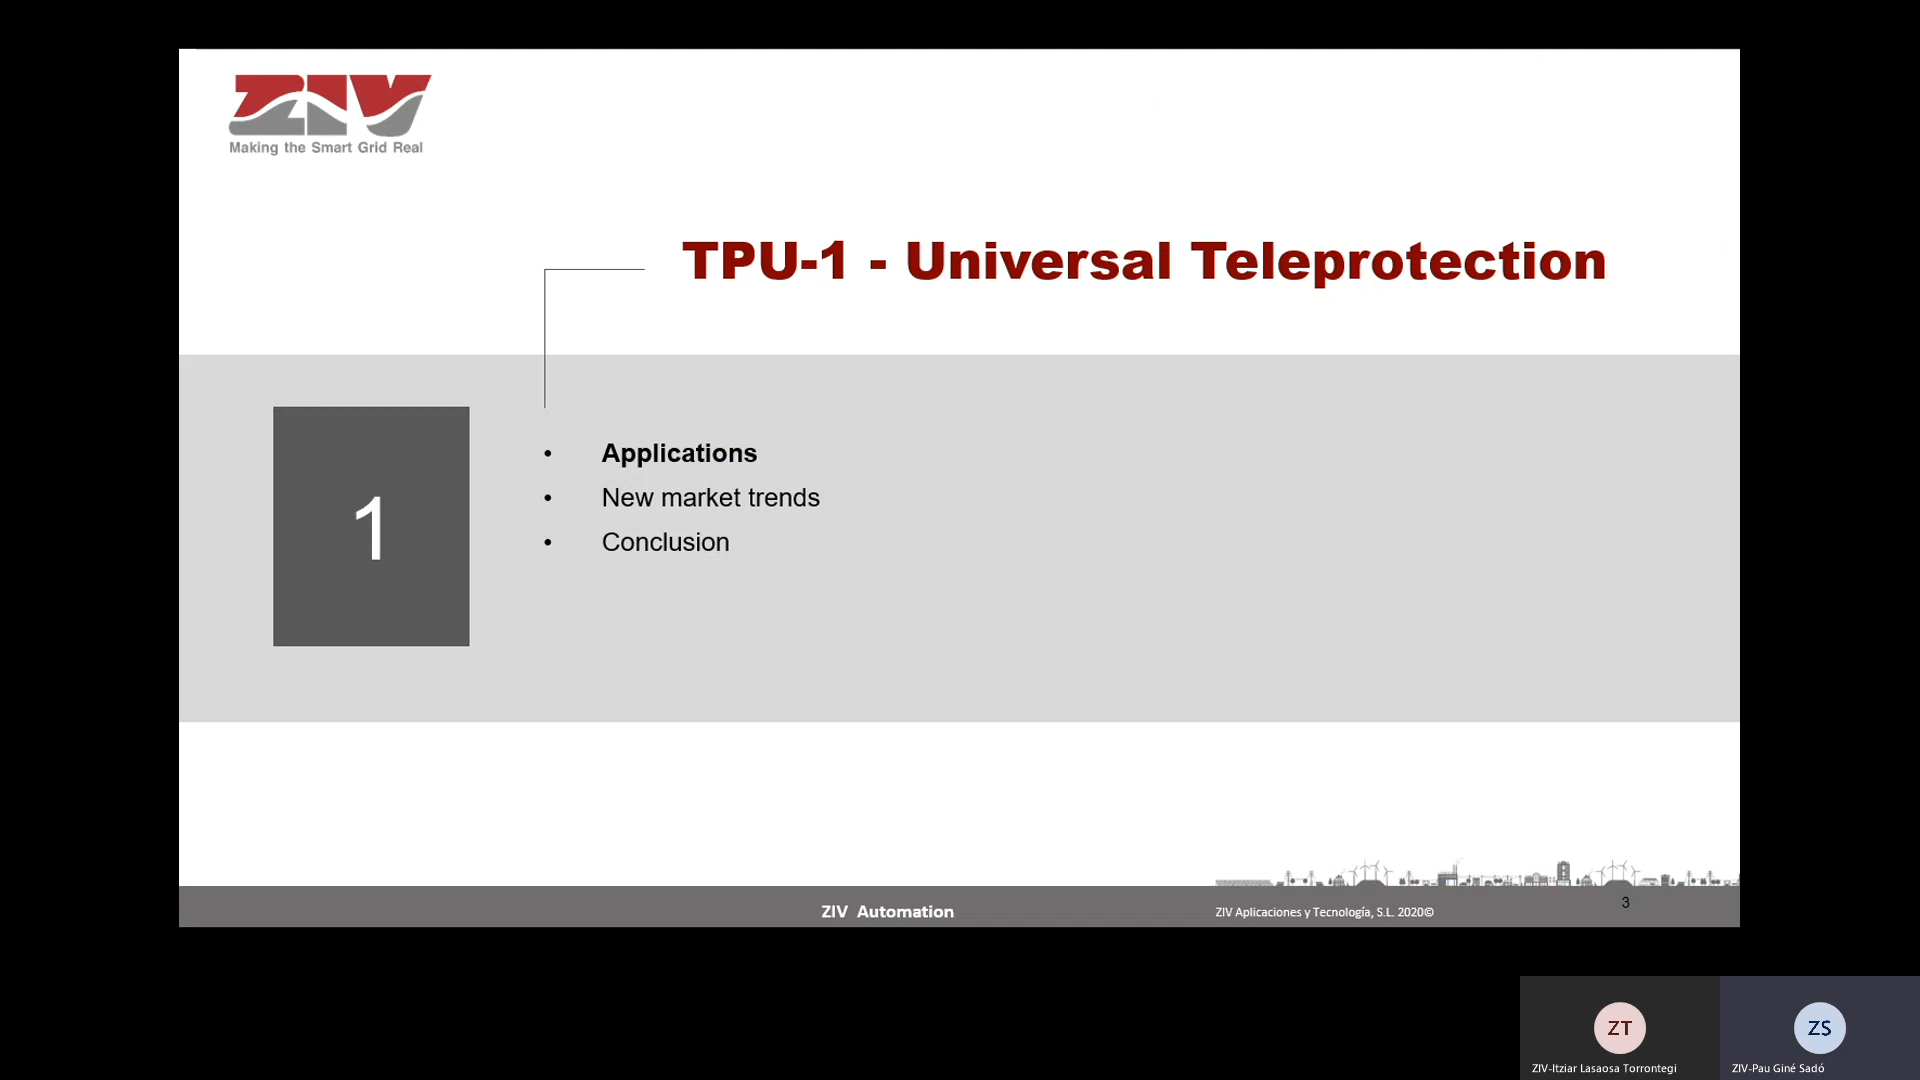 ZIV
Making the Smart Grid Real
TPU-1 - Universal Teleprotection
1
• Applications
• New market trends
• Conclusion
ZIV Automation
ZIV Aplicaciones y Tecnología, S.L. 2020©
3
ZT
ZS
ZIV-Itziar Lasaosa Torrontegi
ZIV-Pau Giné Sadó